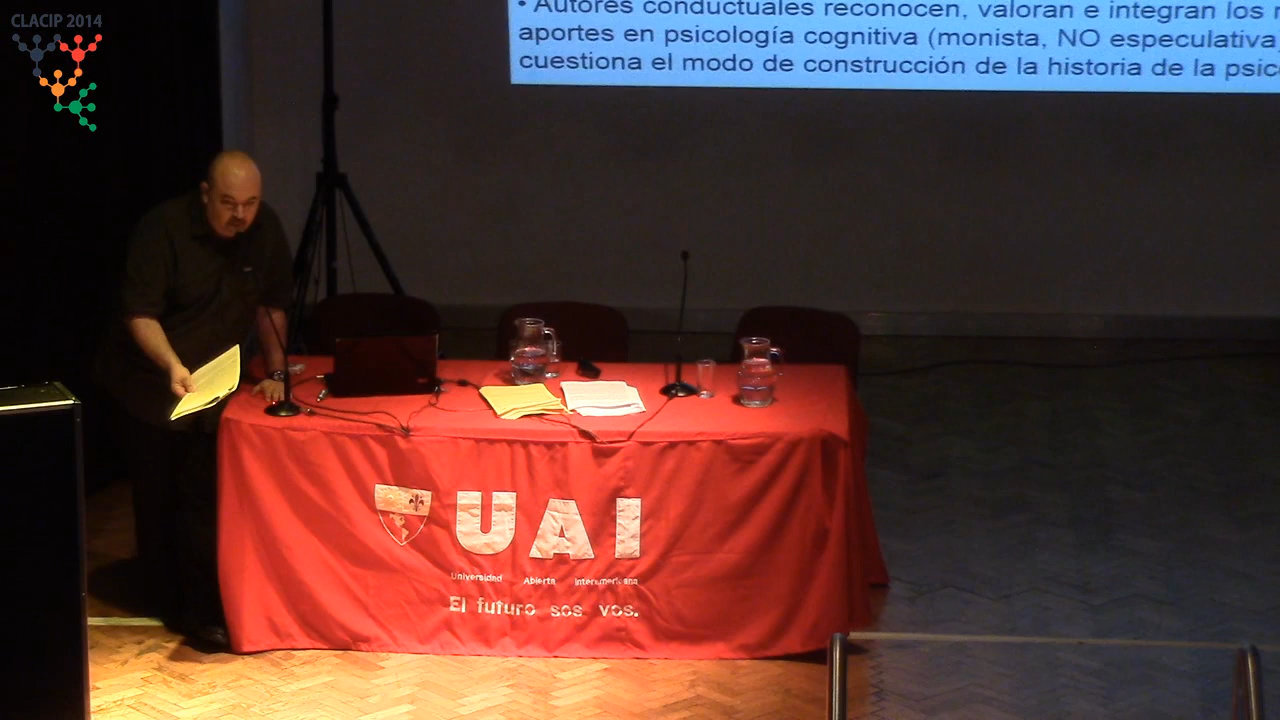 CLACIP 2014
• Autores conductuales reconocen, valoran e integran los
aportes en psicología cognitiva (monista, NO especulativa
cuestiona el modo de construcción de la historia de la
UAI
Universidad Abierta Interamericana
El futuro sos vos.